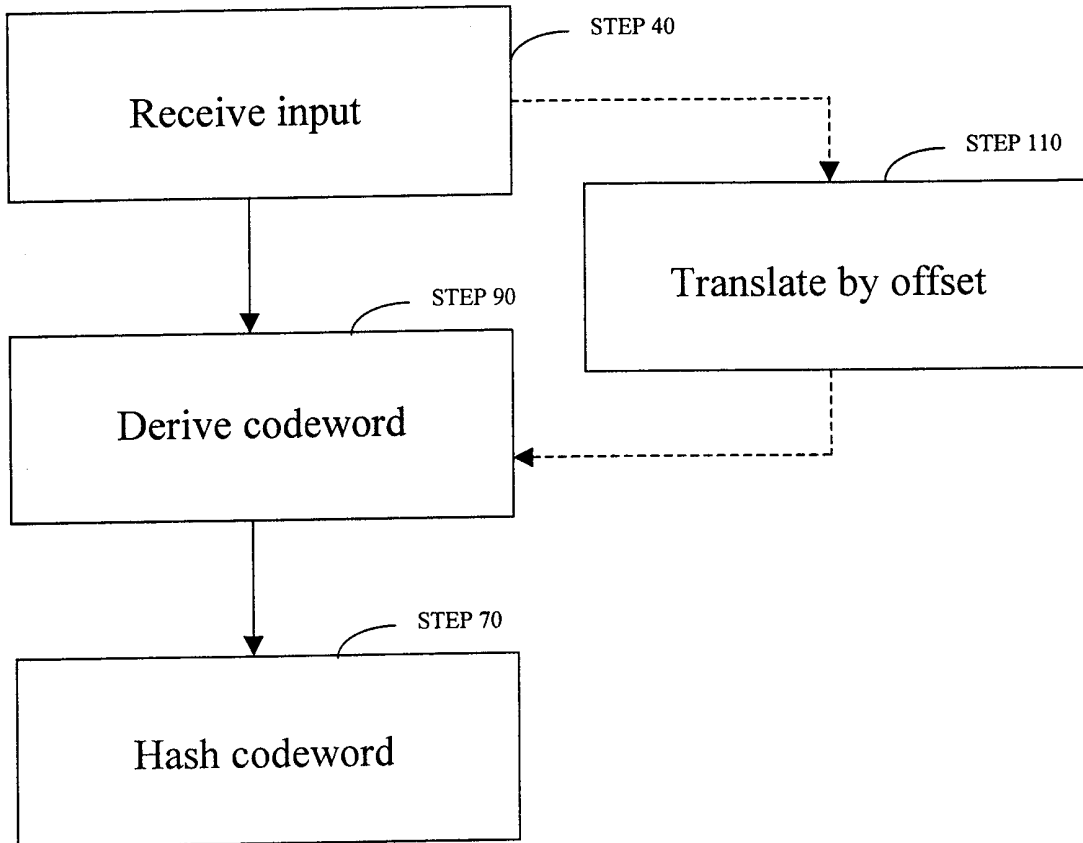 STEP 40
Receive input
STEP 110
Translate by offset
STEP 90
Derive codeword
STEP 70
Hash codeword